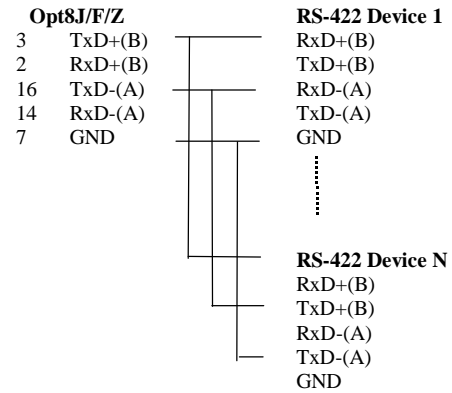 Opt8J/F/Z RS-422 Device 1
3 TxD+(B) RxD+(B)
2 RxD+(B) TxD+(B)
16 TxD-(A) RxD-(A)
14 RxD-(A) TxD-(A)
7 GND GND
RS-422 Device N
RxD+(B)
TxD+(B)
RxD-(A)
TxD-(A)
GND